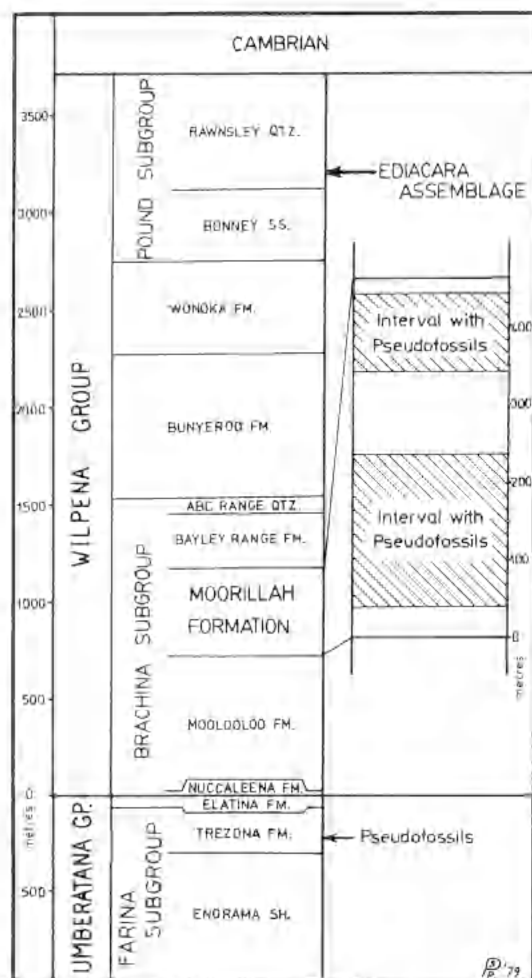 CAMBRIAN
3500
3000
2500
2000
1500
1000
500
0
metres
500
WILPENA GROUP
UMBERATANA GP.
POUND SUBGROUP
BRACHINA SUBGROUP
FARINA
SUBGROUP
RAWNSLEY QTZ.
BONNEY SS.
WONOKA FM.
BUNYEROO FM
ABC RANGE QTZ
BAYLEY RANGE FM.
MOORILLAH
FORMATION
MOOLOOLOO FM.
NUCCALEENA FM.
ELATINA FM.
TREZONA FM.
ENORAMA SH.
EDIACARA
ASSEMBLAGE
Interval with
Pseudofossils
Interval with
Pseudofossils
400
300
200
100
0
metres
Pseudofossils